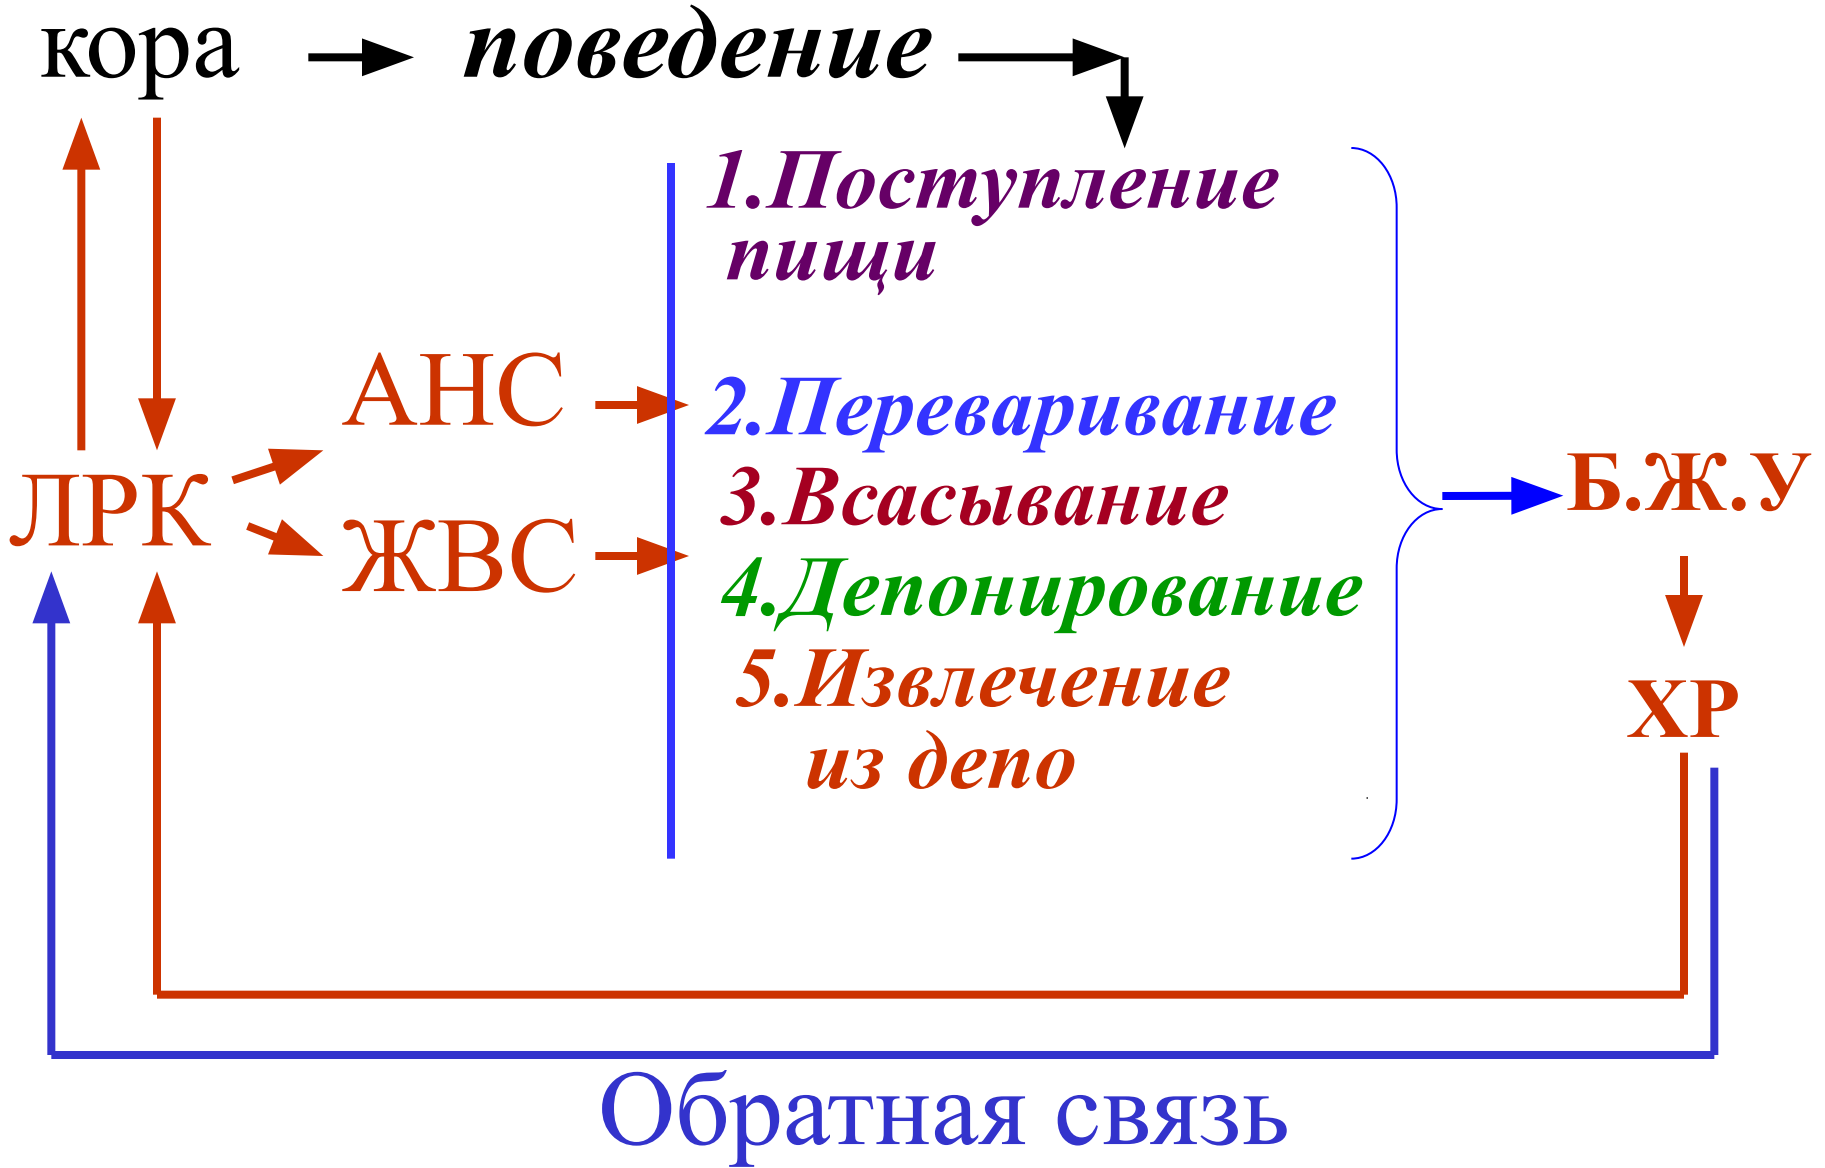 кора
поведение
1.Поступление
пищи
АНС
2.Переваривание
ЛРК
3.Всасывание
Б.Ж.У
ЖВС
4.Депонирование
5.Извлечение
из депо
ХР
Обратная связь